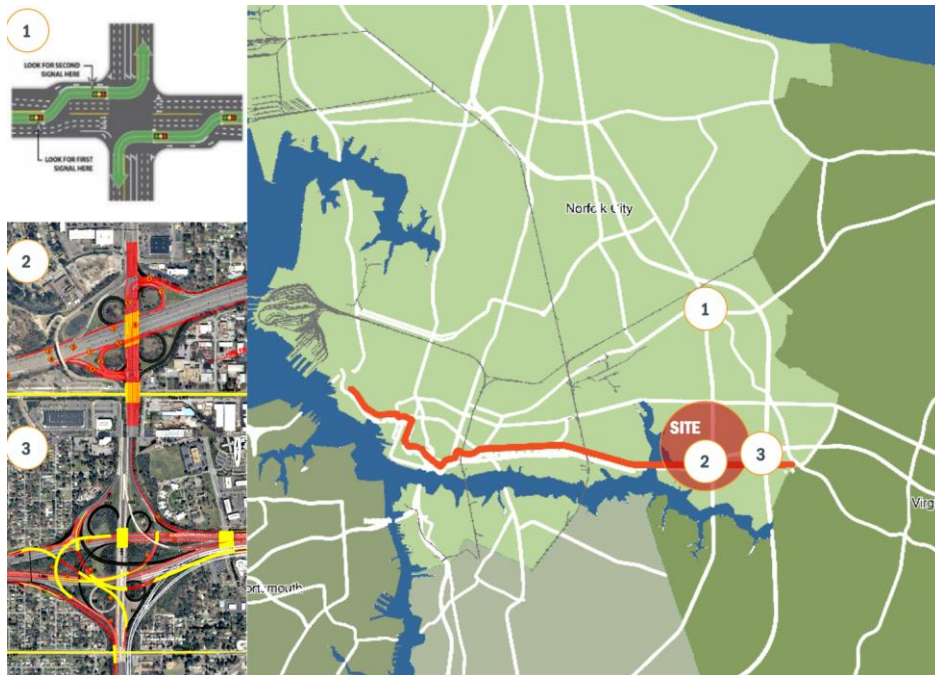 1
LOOK FOR SECOND
SIGNAL HERE
LOOK FOR FIRST
SIGNAL HERE
2
3
Norfolk City
1
SITE
2
3
Virg
ortsmouth